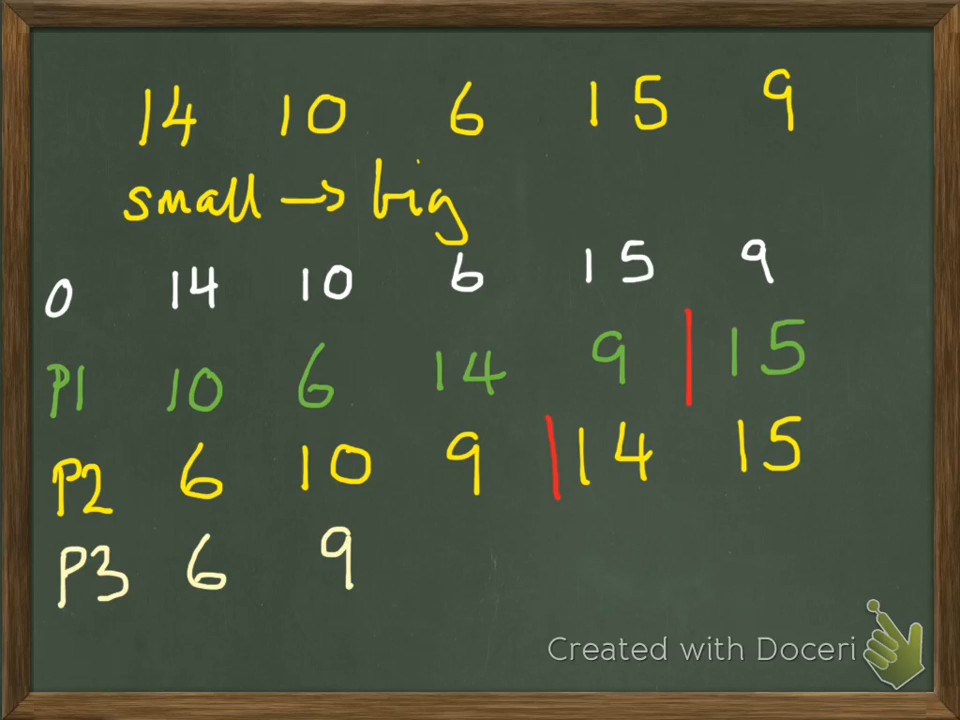 14 10 6 15 9
small → big
0 14 10 6 15 9
P1 10 6 14 9 | 15
P2 6 10 9 | 14 15
P3 6 9
Created with Doceri